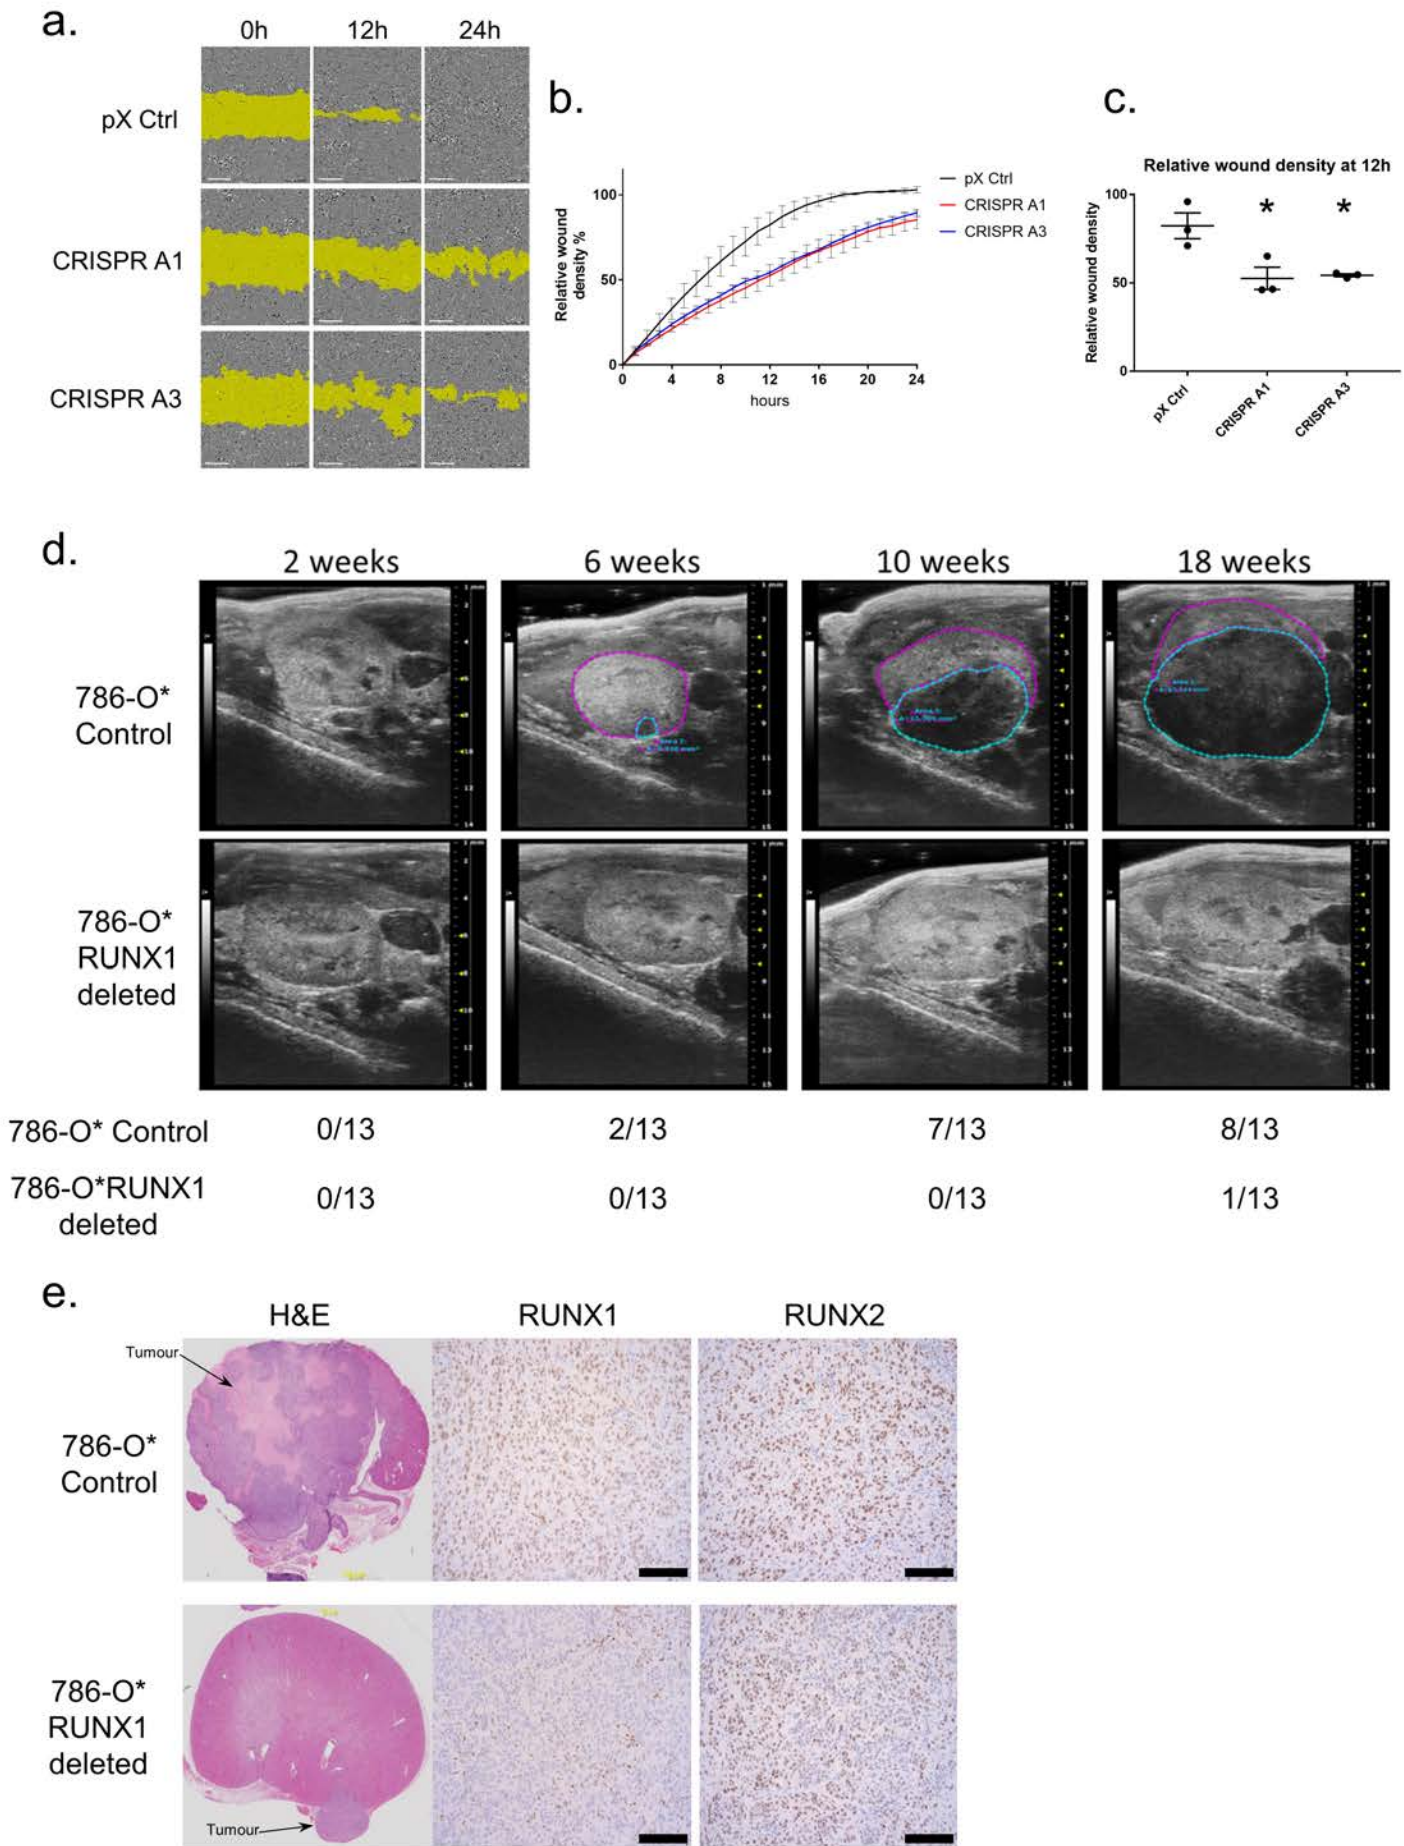 a.
0h 12h 24h
pX Ctrl
CRISPR A1
CRISPR A3
b.
Relative wound
density %
100
50
0
0 4 8 12 16 20 24
hours
pX Ctrl
CRISPR A1
CRISPR A3
c.
Relative wound density at 12h
Relative wound density
100
50
0
* *
pX Ctrl
CRISPR A1
CRISPR A3
d.
2 weeks 6 weeks 10 weeks 18 weeks
786-O*
Control
786-O*
RUNX1
deleted
786-O* Control 0/13 2/13 7/13 8/13
786-O*RUNX1
deleted
0/13 0/13 0/13 1/13
e.
H&E RUNX1 RUNX2
Tumour
786-O*
Control
786-O*
RUNX1
deleted
Tumour